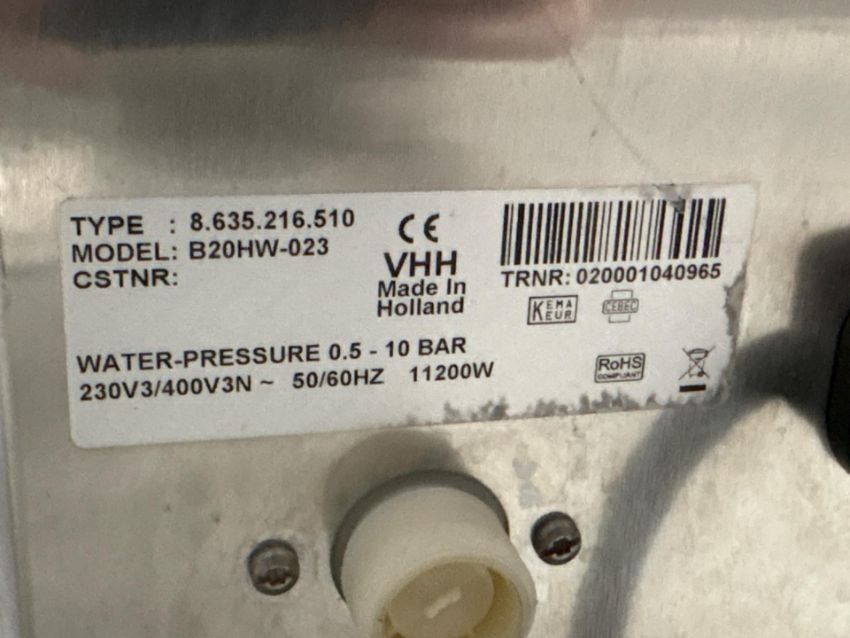 TYPE : 8.635.216.510
MODEL: B20HW-023
CSTNR:
CE
VHH
Made In
Holland
TRNR: 020001040965
KEMA
EUR
CEBEC
WATER-PRESSURE 0.5 - 10 BAR
230V3/400V3N ~ 50/60HZ 11200W
RoHS
COMPLIANT